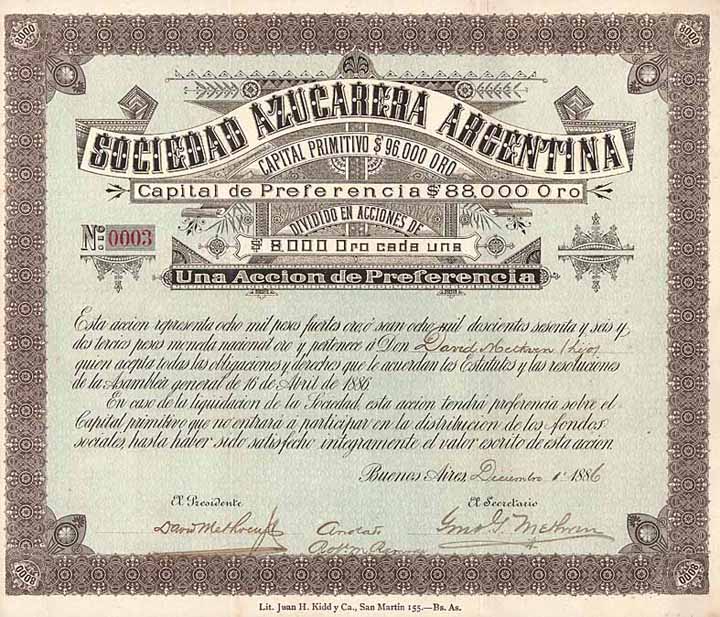 8000 8000
SOCIEDAD AZUCARERA ARGENTINA
CAPITAL PRIMITIVO $ 96,000 ORO
Capital de Preferencia $ 88,000 Oro
DIVIDIDO EN ACCIONES DE
$ 8,000 Oro cada una
No: 0003
Una Accion de Preferencia
Esta accion representa ocho mil pesos fuertes oro, ó sean ocho mil doscientos sesenta y seis y
dos tercios pesos moneda nacional oro y pertenece á Don David Methven (hijo)
quien acepta todas las obligaciones y derechos que le acuerdan los Estatutos y las resoluciones
de la Asamblea general de 16 de Abril de 1886
En caso de la liquidacion de la Sociedad, esta accion tendrá preferencia sobre el
Capital primitivo que no entrará a participar en la distribucion de los fondos
sociales, hasta haber sido satisfecho integramente el valor escrito de esta accion.
Buenos Aires, Diciembre 1º 1886
El Presidente El Secretario
David Methven Geo. G. Methven
8000 8000
Lit. Juan H. Kidd y Ca., San Martin 155.—Bs. As.